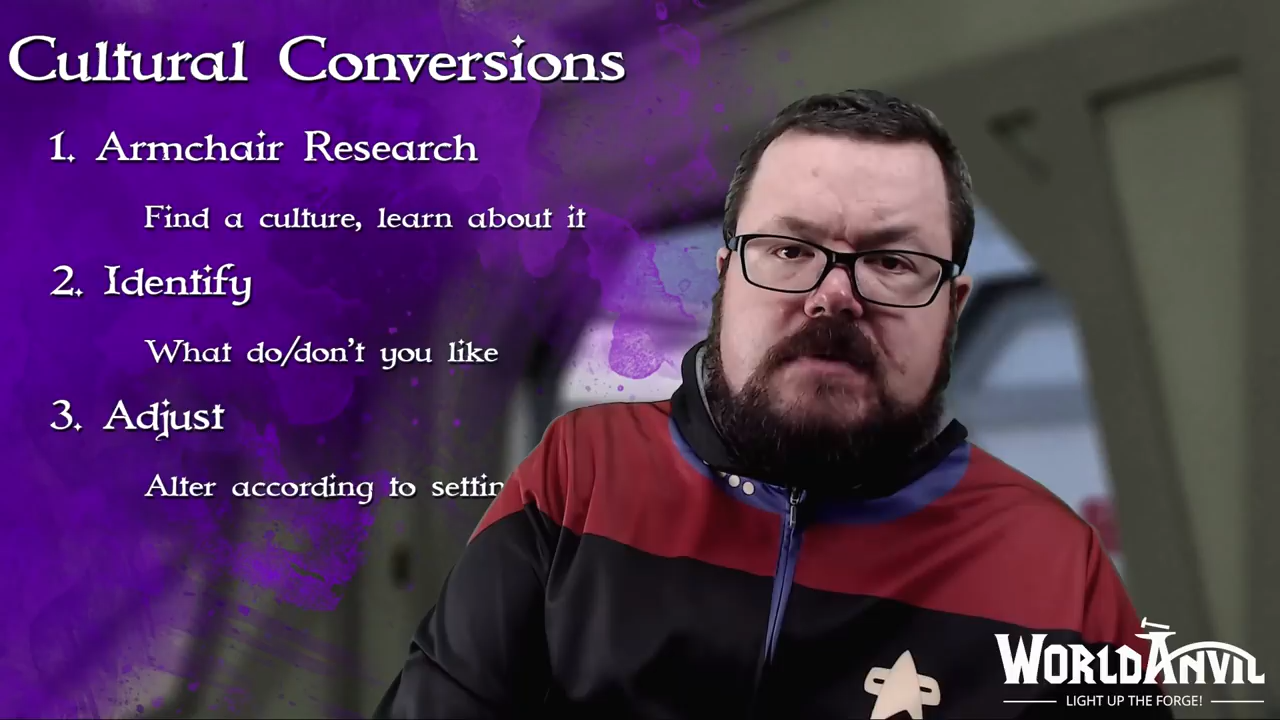 Cultural Conversions
1. Armchair Research
Find a culture, learn about it
2. Identify
What do/don't you like
3. Adjust
Alter according to
WORLDANVIL
LIGHT UP THE FORGE!